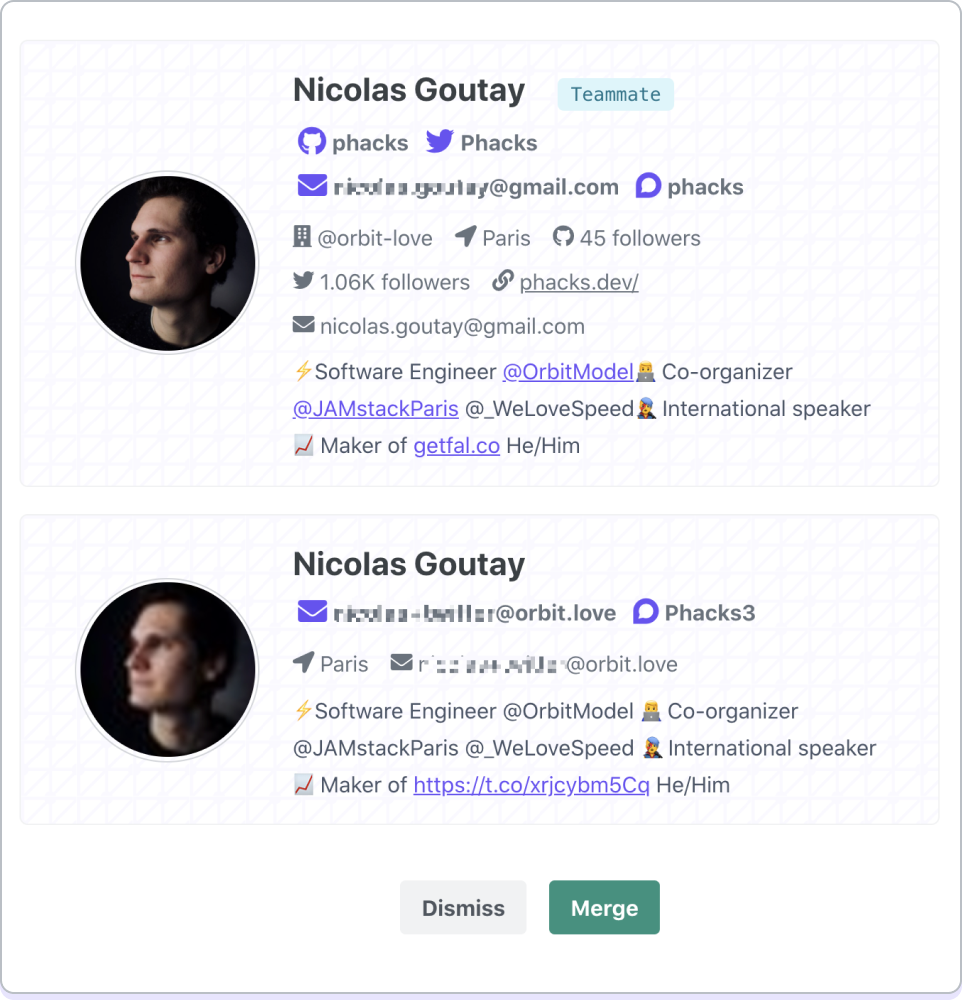 Nicolas Goutay Teammate
phacks Phacks
@gmail.com phacks
@orbit-love Paris 45 followers
1.06K followers phacks.dev/
nicolas.goutay@gmail.com
⚡Software Engineer @OrbitModel👨‍💻 Co-organizer
@JAMstackParis @_WeLoveSpeed👨‍🎤 International speaker
📈 Maker of getfal.co He/Him
Nicolas Goutay
@orbit.love Phacks3
Paris @orbit.love
⚡Software Engineer @OrbitModel 👨‍💻 Co-organizer
@JAMstackParis @_WeLoveSpeed 👨‍🎤 International speaker
📈 Maker of https://t.co/xrjcybm5Cq He/Him
Dismiss Merge